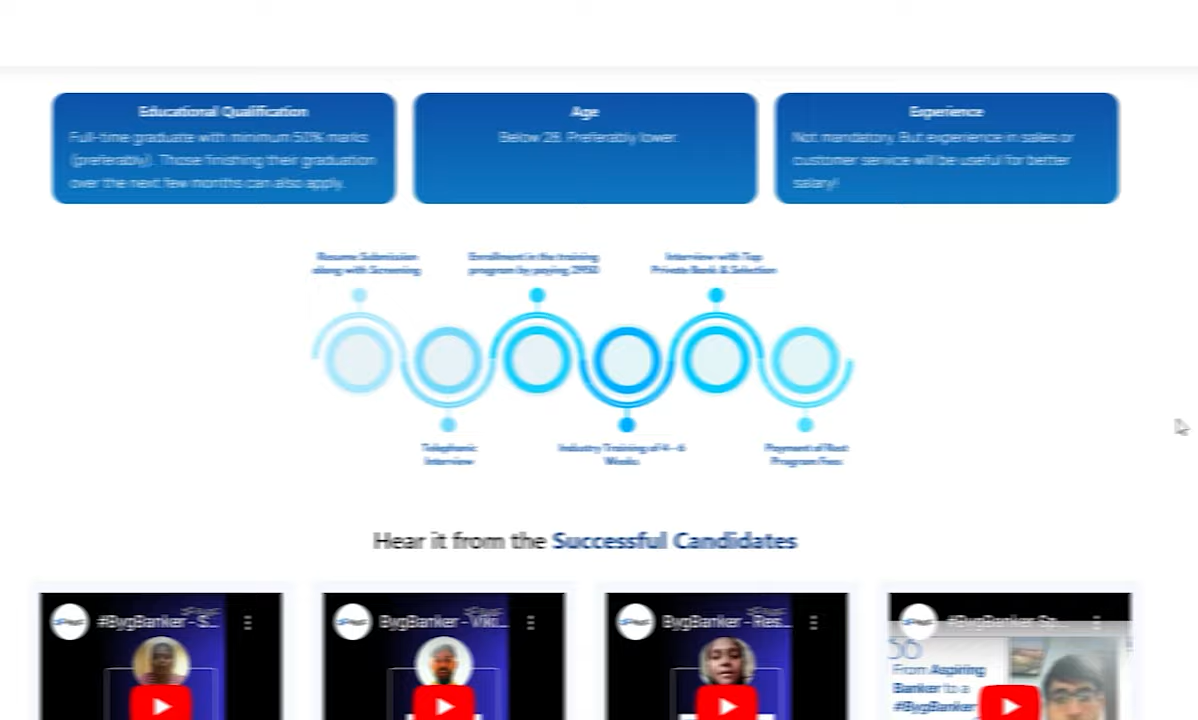 Educational Qualification
Full-time graduate with minimum 50% marks
(preferably). Those finishing their graduation
over the next few months can also apply.
Age
Below 28. Preferably lower.
Experience
Not mandatory. But experience in sales or
customer service will be useful for better
salary!
Resume Submission
along with Screening
Enrollment in the training
program by paying
Interview with Top
Private Bank & Selection
Telephonic
Interview
Industry Training of 4-6
Weeks
Payment of Rest
Program Fees
Hear it from the Successful Candidates
#BygBanker - S...
BygBanker - Viki...
BygBanker - Res...
#BygBanker Sp...
From Aspiring
Banker to a
#BygBanker